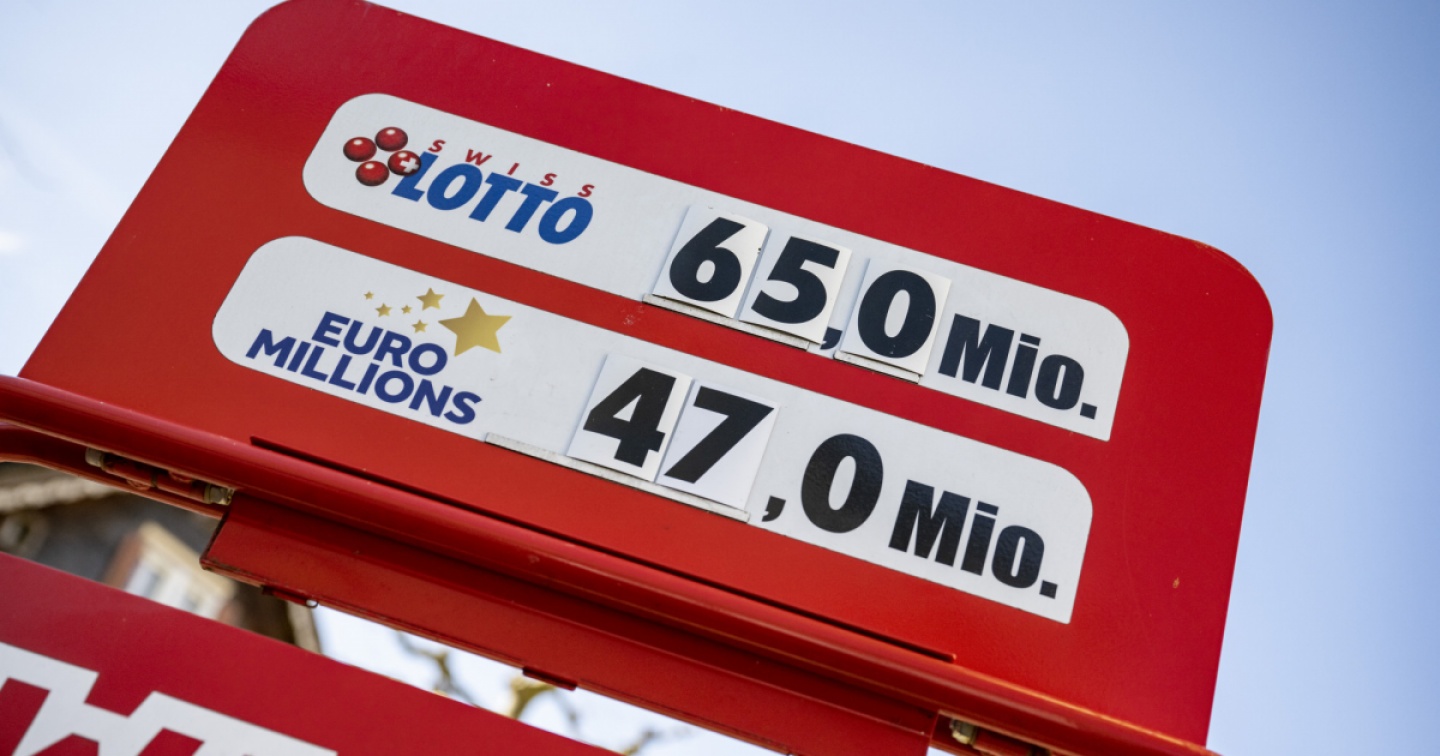 SWISS
LOTTO
65,0 Mio.
EURO
MILLIONS
47,0 Mio.